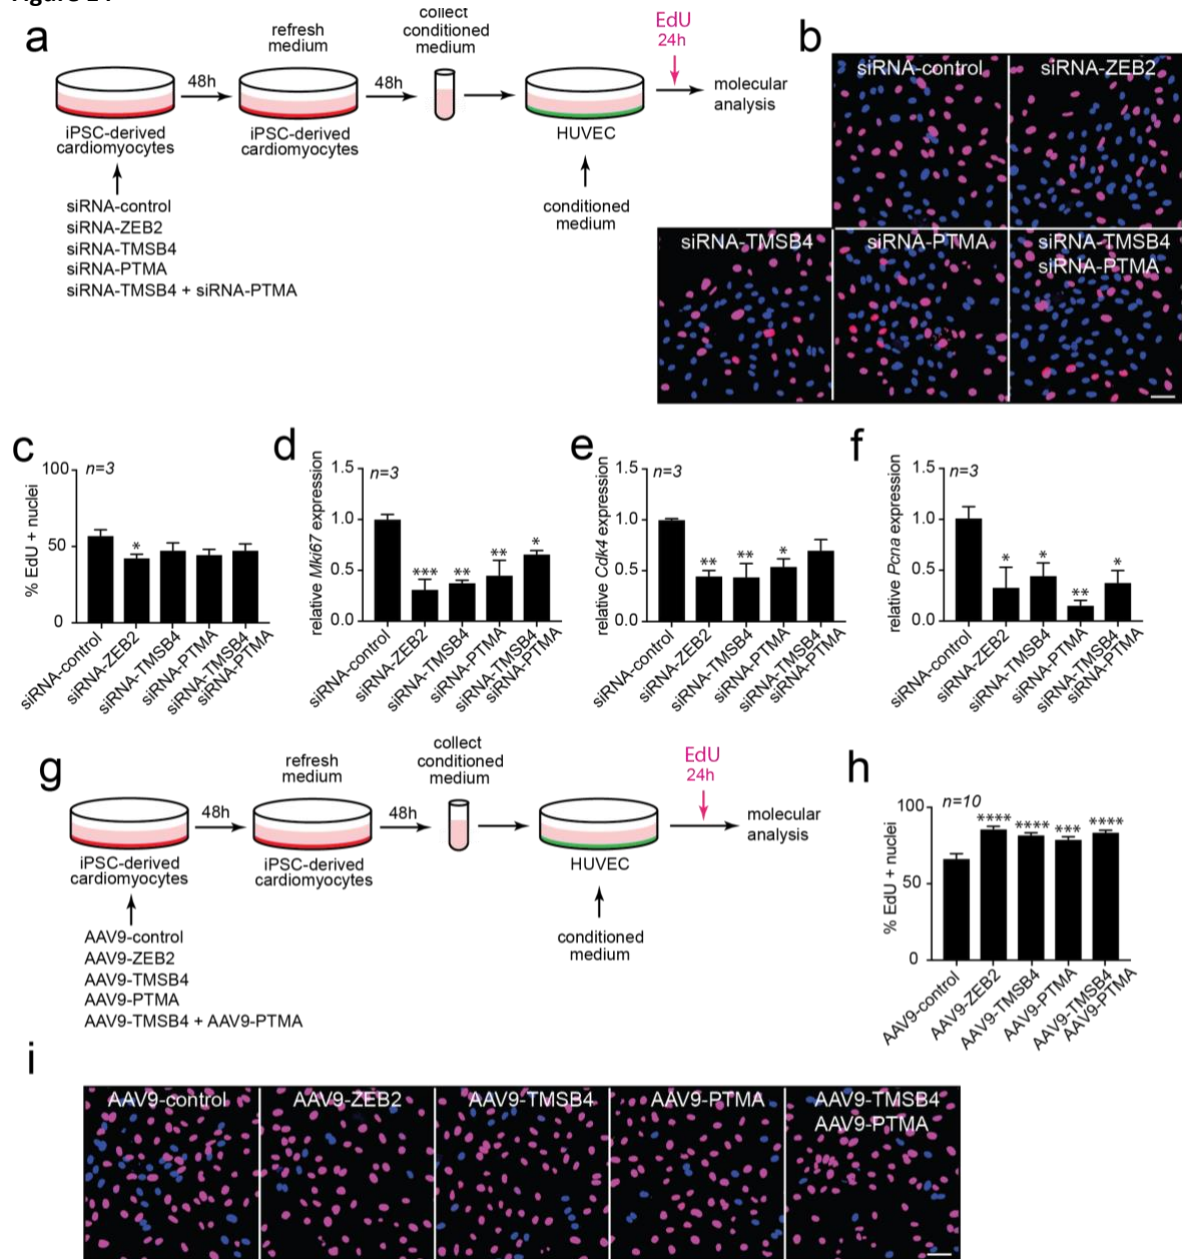 a
refresh
medium
collect
conditioned
medium
EdU
24h
48h
48h
molecular
analysis
iPSC-derived
cardiomyocytes
iPSC-derived
cardiomyocytes
HUVEC
siRNA-control
siRNA-ZEB2
siRNA-TMSB4
siRNA-PTMA
siRNA-TMSB4 + siRNA-PTMA
conditioned
medium
b
siRNA-control
siRNA-ZEB2
siRNA-TMSB4
siRNA-PTMA
siRNA-TMSB4
siRNA-PTMA
c
% EdU + nuclei
100
50
0
n=3
*
siRNA-control
siRNA-ZEB2
siRNA-TMSB4
siRNA-PTMA
siRNA-TMSB4
siRNA-PTMA
d
relative Mki67 expression
1.5
1.0
0.5
0.0
n=3
***
**
**
*
siRNA-control
siRNA-ZEB2
siRNA-TMSB4
siRNA-PTMA
siRNA-TMSB4
siRNA-PTMA
e
relative Cdk4 expression
1.5
1.0
0.5
0.0
n=3
**
**
*
siRNA-control
siRNA-ZEB2
siRNA-TMSB4
siRNA-PTMA
siRNA-TMSB4
siRNA-PTMA
f
relative Pcna expression
1.5
1.0
0.5
0.0
n=3
*
*
**
*
siRNA-control
siRNA-ZEB2
siRNA-TMSB4
siRNA-PTMA
siRNA-TMSB4
siRNA-PTMA
g
refresh
medium
collect
conditioned
medium
EdU
24h
48h
48h
molecular
analysis
iPSC-derived
cardiomyocytes
iPSC-derived
cardiomyocytes
HUVEC
AAV9-control
AAV9-ZEB2
AAV9-TMSB4
AAV9-PTMA
AAV9-TMSB4 + AAV9-PTMA
conditioned
medium
h
% EdU + nuclei
100
50
0
n=10
****
****
***
****
AAV9-control
AAV9-ZEB2
AAV9-TMSB4
AAV9-PTMA
AAV9-TMSB4
AAV9-PTMA
i
AAV9-control
AAV9-ZEB2
AAV9-TMSB4
AAV9-PTMA
AAV9-TMSB4
AAV9-PTMA